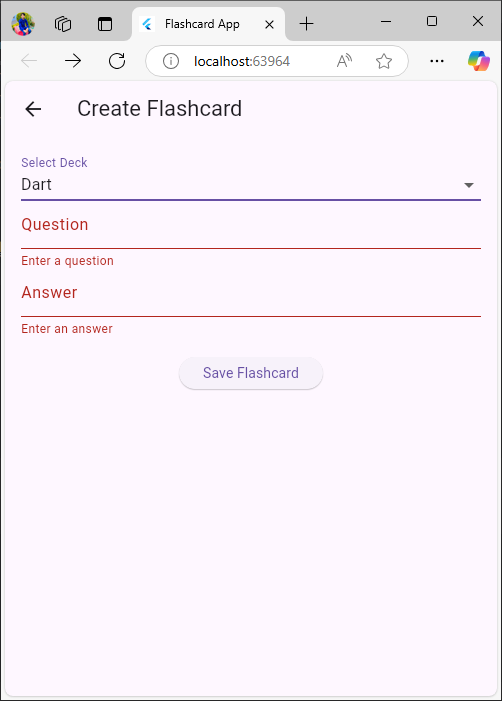 Flashcard App
localhost:63964
Create Flashcard
Select Deck
Dart
Question
Enter a question
Answer
Enter an answer
Save Flashcard